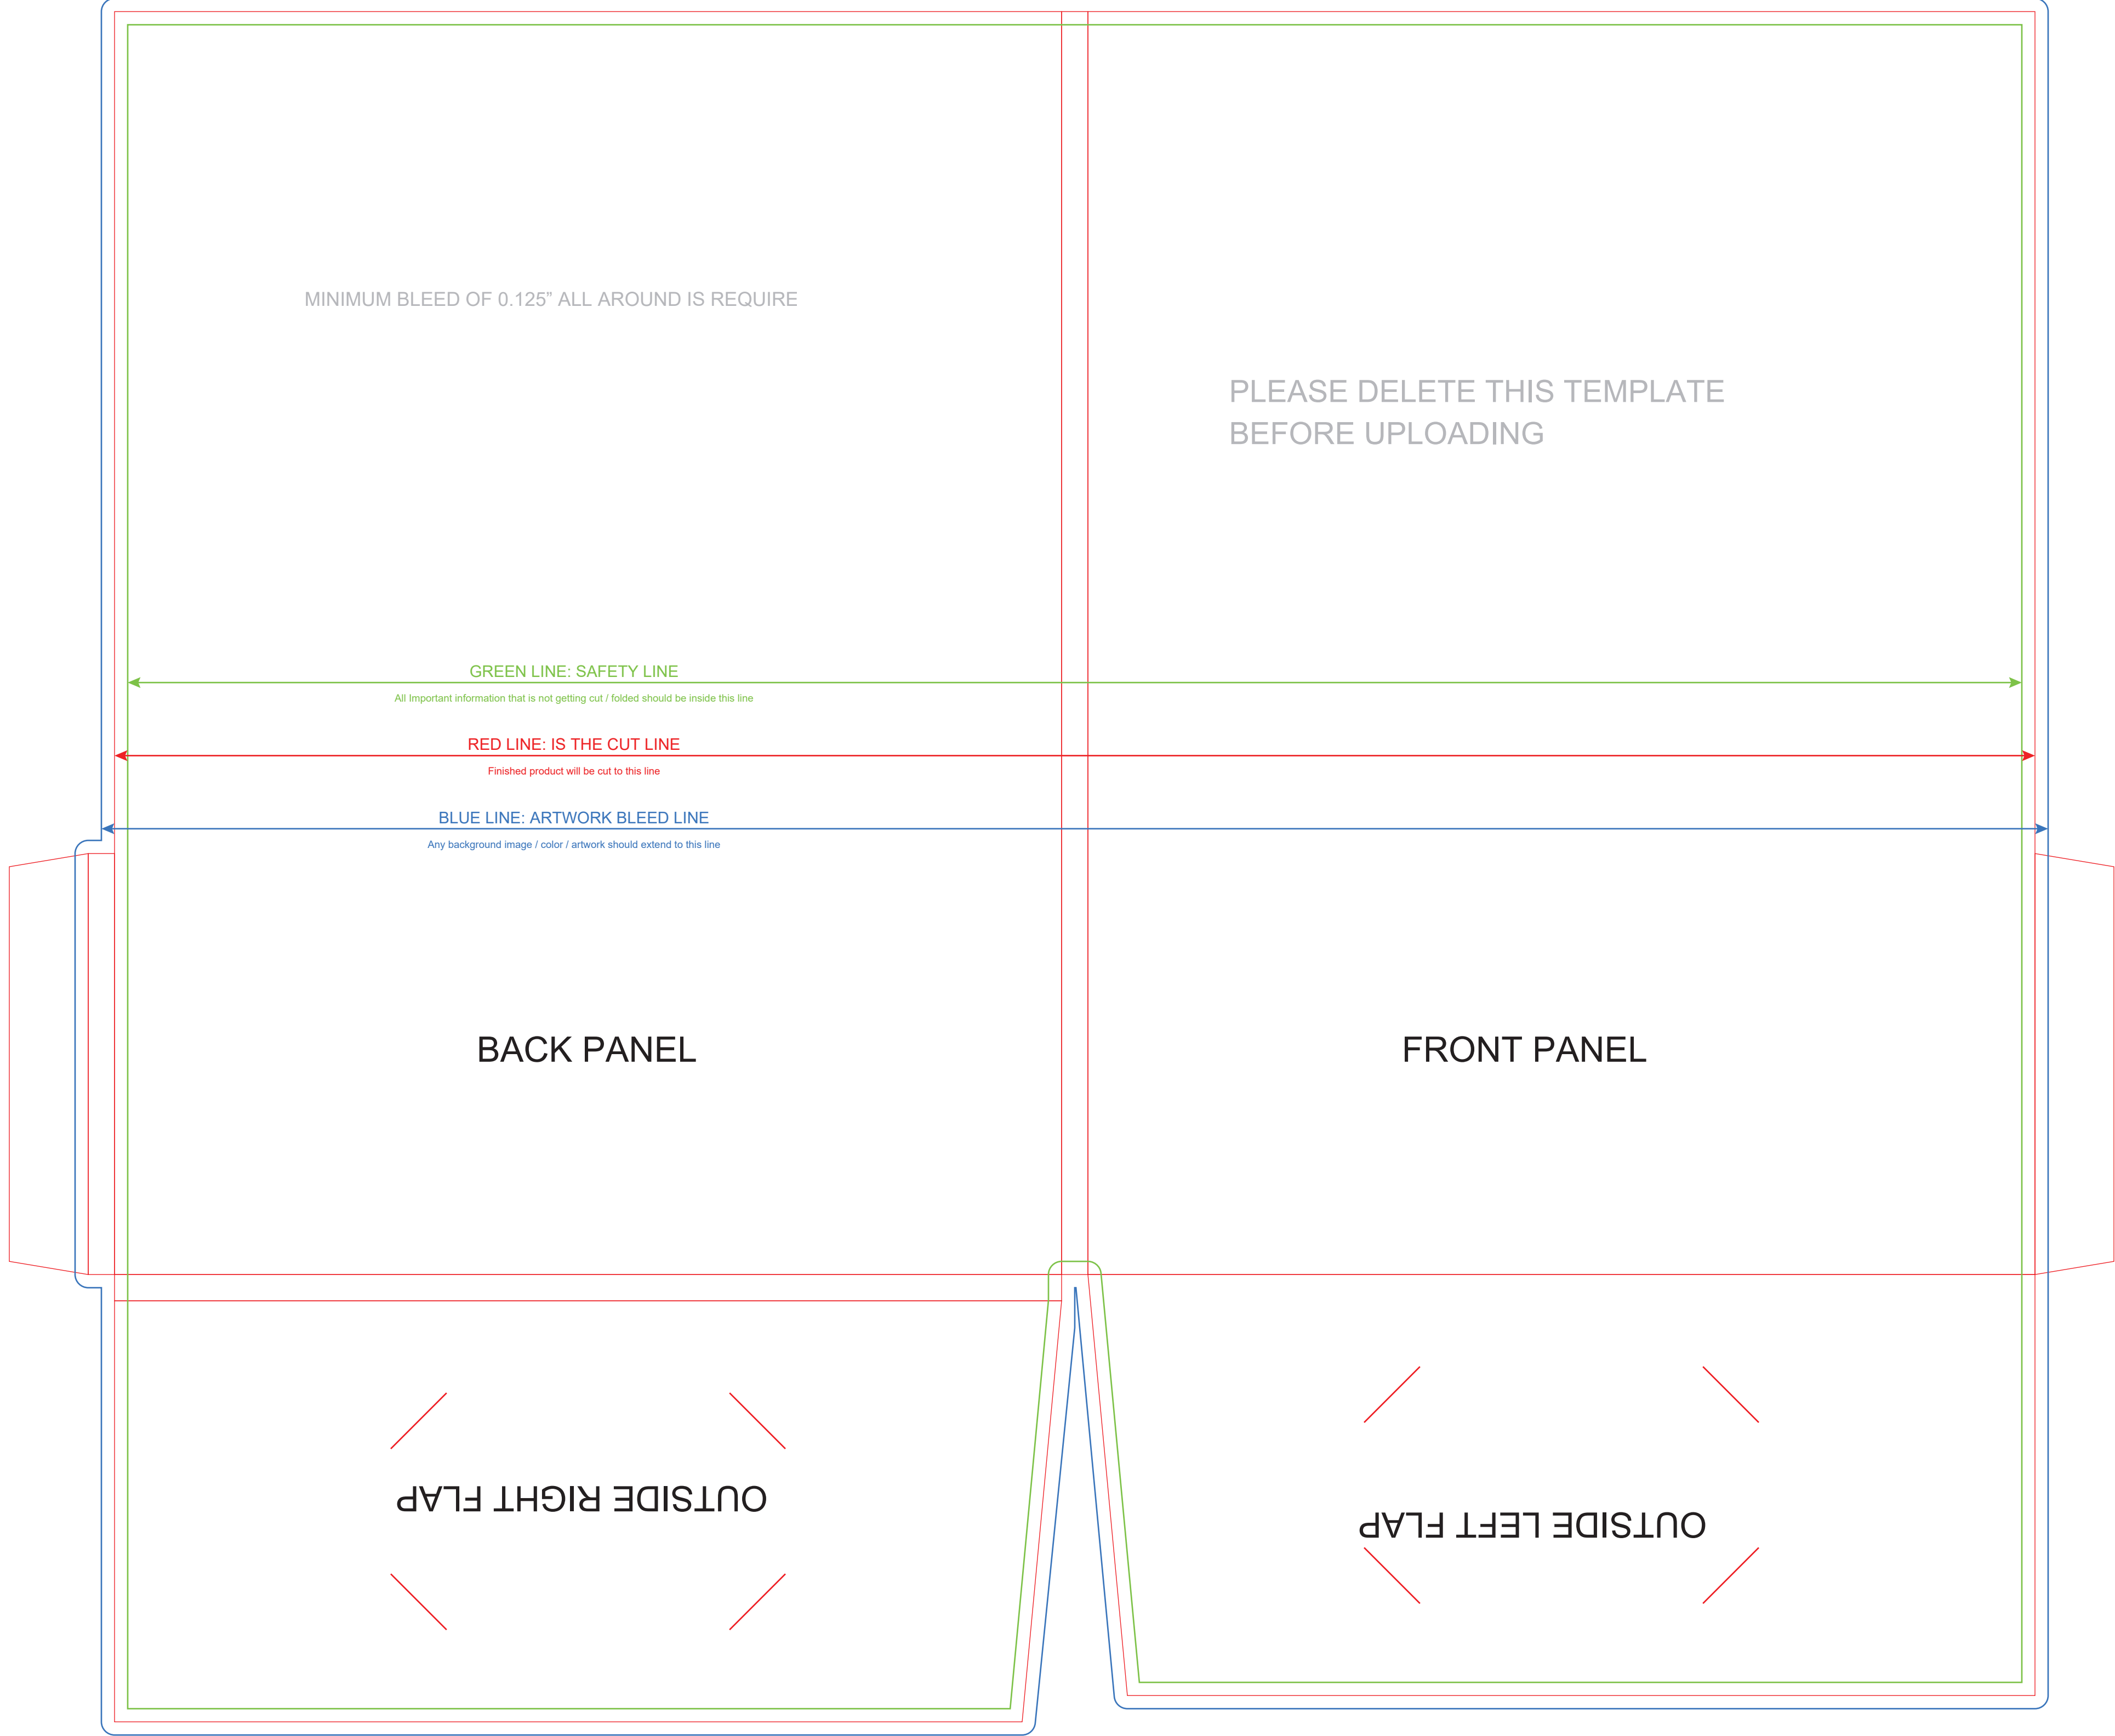 MINIMUM BLEED OF 0.125” ALL AROUND IS REQUIRE
PLEASE DELETE THIS TEMPLATE
BEFORE UPLOADING
GREEN LINE: SAFETY LINE
All Important information that is not getting cut / folded should be inside this line
RED LINE: IS THE CUT LINE
Finished product will be cut to this line
BLUE LINE: ARTWORK BLEED LINE
Any background image / color / artwork should extend to this line
BACK PANEL
FRONT PANEL
OUTSIDE RIGHT FLAP
OUTSIDE LEFT FLAP